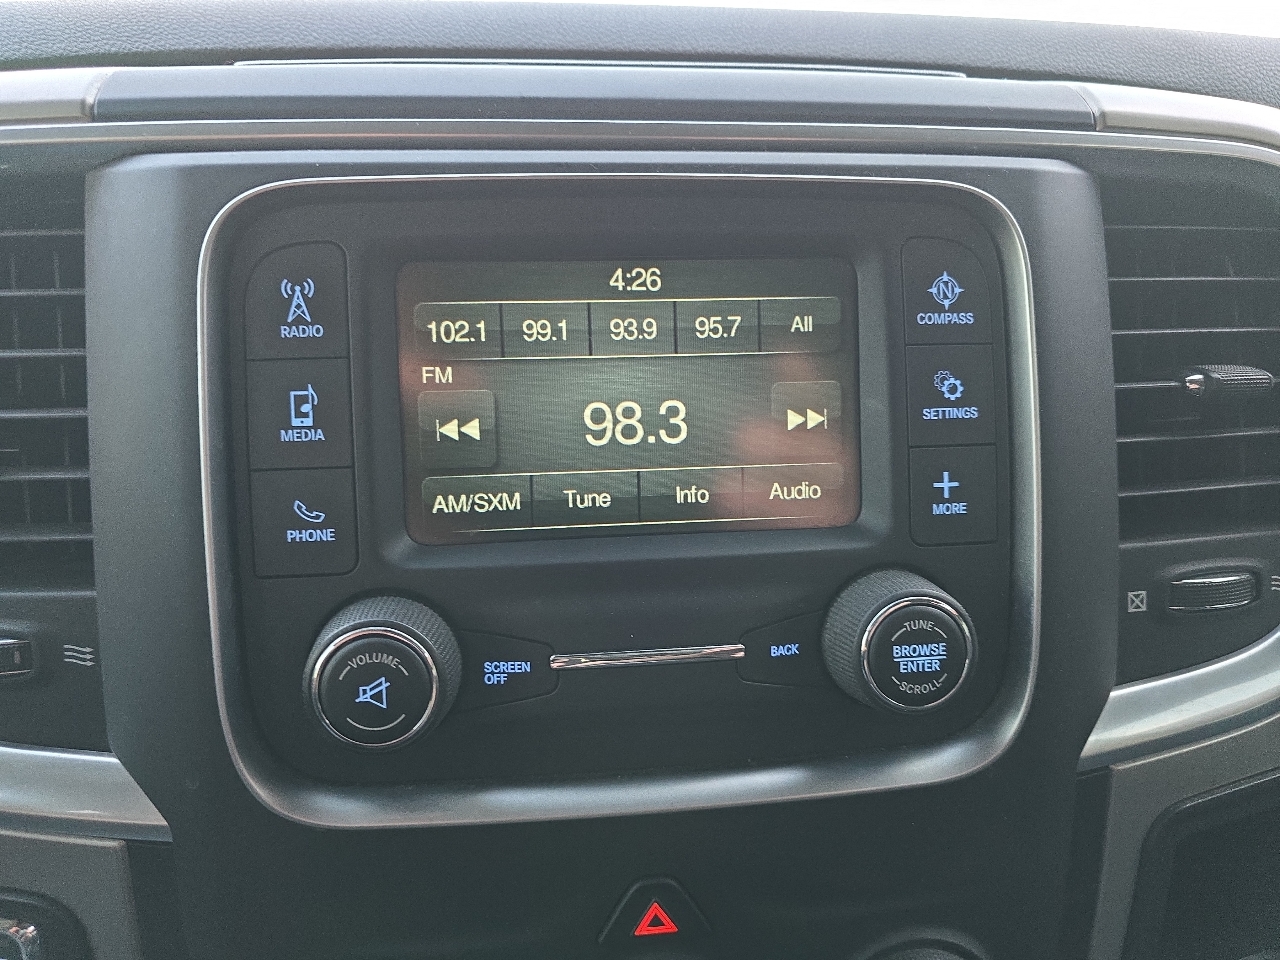 4:26
102.1 99.1 93.9 95.7 All
FM
98.3
AM/SXM Tune Info Audio
RADIO
MEDIA
PHONE
N
COMPASS
SETTINGS
MORE
VOLUME
SCREEN
OFF
BACK
TUNE
BROWSE
ENTER
SCROLL